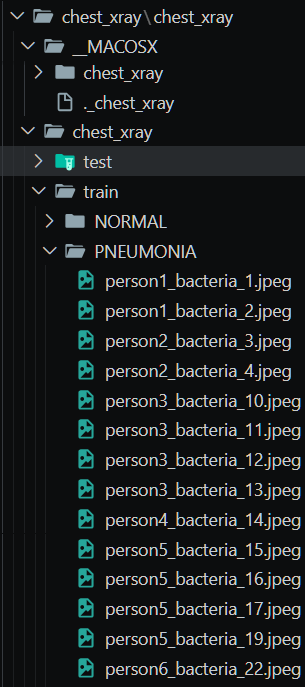 chest_xray\chest_xray
__MACOSX
chest_xray
._chest_xray
chest_xray
test
train
NORMAL
PNEUMONIA
person1_bacteria_1.jpeg
person1_bacteria_2.jpeg
person2_bacteria_3.jpeg
person2_bacteria_4.jpeg
person3_bacteria_10.jpeg
person3_bacteria_11.jpeg
person3_bacteria_12.jpeg
person3_bacteria_13.jpeg
person4_bacteria_14.jpeg
person5_bacteria_15.jpeg
person5_bacteria_16.jpeg
person5_bacteria_17.jpeg
person5_bacteria_19.jpeg
person6_bacteria_22.jpeg